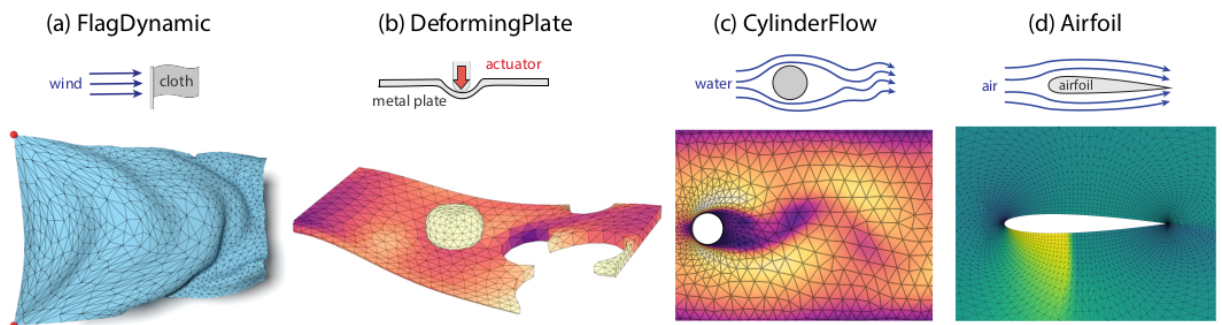 (a) FlagDynamic
(b) DeformingPlate
(c) CylinderFlow
(d) Airfoil
wind
cloth
actuator
metal plate
water
air
airfoil